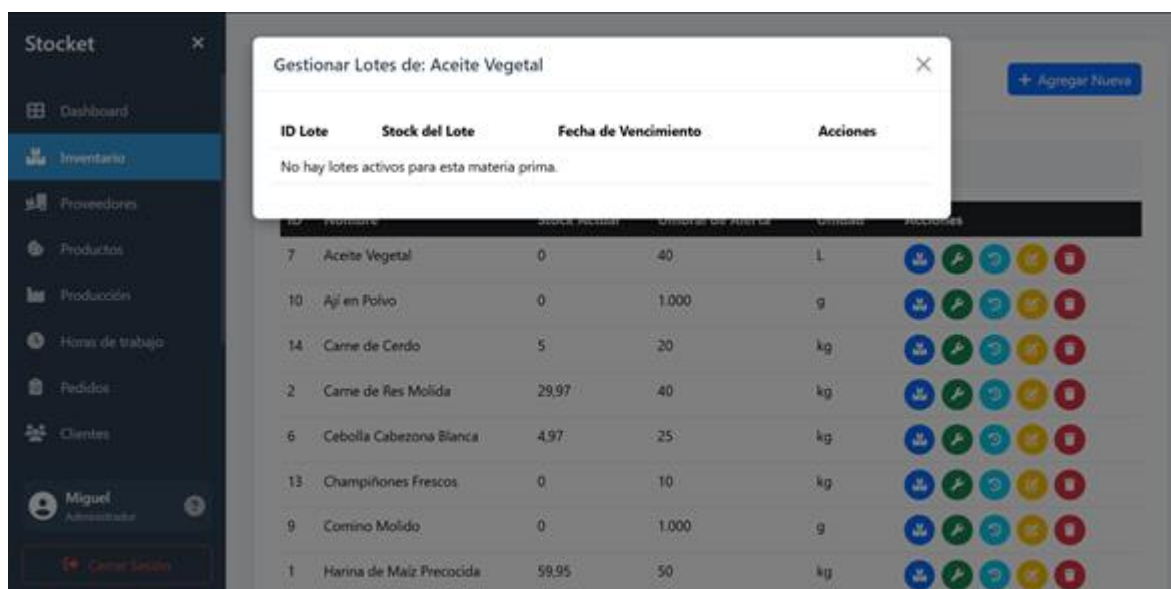 Stocket ×
Dashboard
Inventario
Proveedores
Productos
Producción
Horas de trabajo
Pedidos
Clientes
Miguel
Administrador
Cerrar Sesión
Gestionar Lotes de: Aceite Vegetal ×
+ Agregar Nueva
ID Lote Stock del Lote Fecha de Vencimiento Acciones
No hay lotes activos para esta materia prima.
ID Nombre Stock Actual Umbral de Alerta Unidad Acciones
7 Aceite Vegetal 0 40 L
10 Ají en Polvo 0 1.000 g
14 Carne de Cerdo 5 20 kg
2 Carne de Res Molida 29,97 40 kg
6 Cebolla Cabezona Blanca 4,97 25 kg
13 Champiñones Frescos 0 10 kg
9 Comino Molido 0 1.000 g
1 Harina de Maíz Precocida 59,95 50 kg